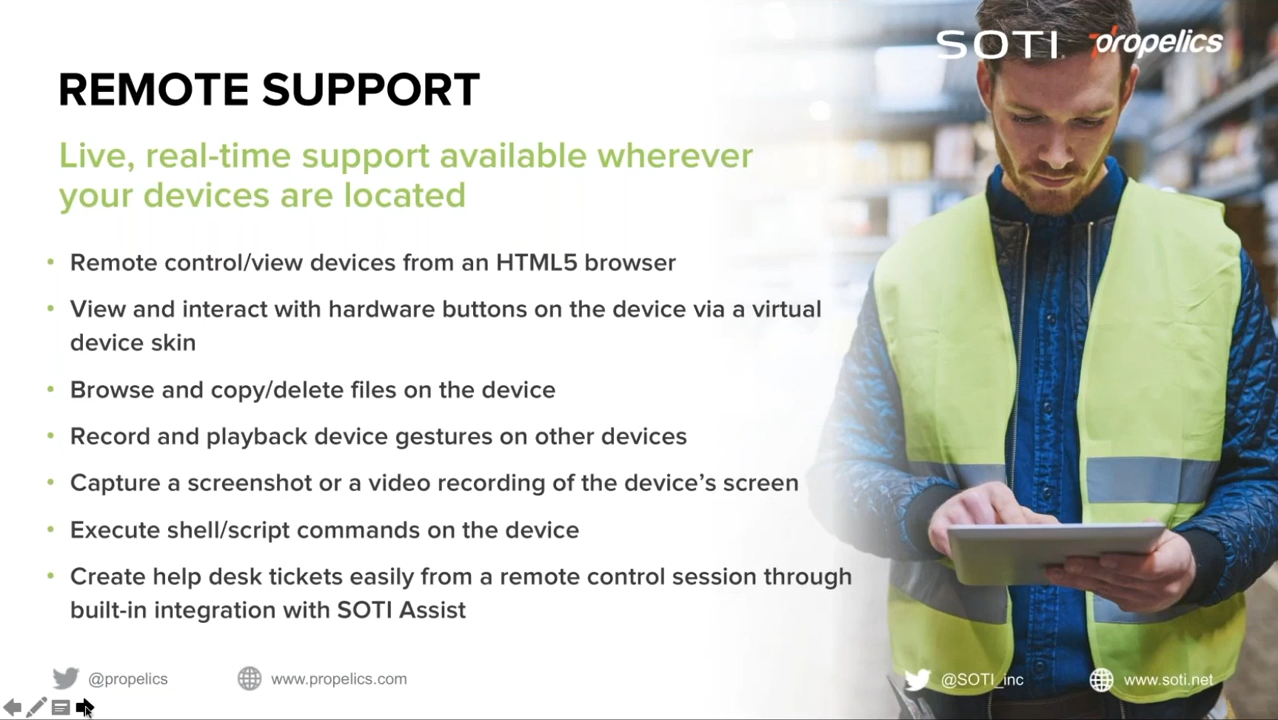 SOTI propelics
REMOTE SUPPORT
Live, real-time support available wherever
your devices are located
• Remote control/view devices from an HTML5 browser
• View and interact with hardware buttons on the device via a virtual
device skin
• Browse and copy/delete files on the device
• Record and playback device gestures on other devices
• Capture a screenshot or a video recording of the device’s screen
• Execute shell/script commands on the device
• Create help desk tickets easily from a remote control session through
built-in integration with SOTI Assist
@propelics www.propelics.com @SOTI_inc www.soti.net